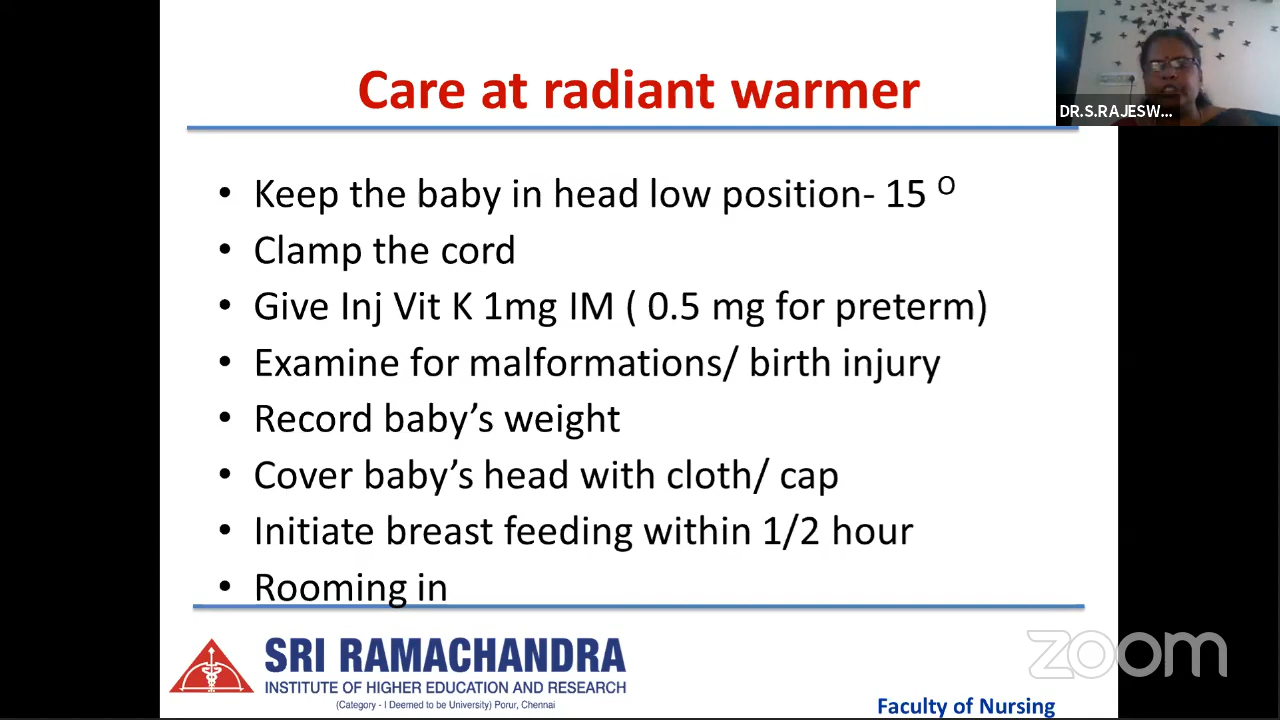 Care at radiant warmer
DR.S.RAJESW...
• Keep the baby in head low position- 15 O
• Clamp the cord
• Give Inj Vit K 1mg IM ( 0.5 mg for preterm)
• Examine for malformations/ birth injury
• Record baby’s weight
• Cover baby’s head with cloth/ cap
• Initiate breast feeding within 1/2 hour
• Rooming in
SRI RAMACHANDRA
INSTITUTE OF HIGHER EDUCATION AND RESEARCH
(Category - I Deemed to be University) Porur, Chennai
zoom
Faculty of Nursing